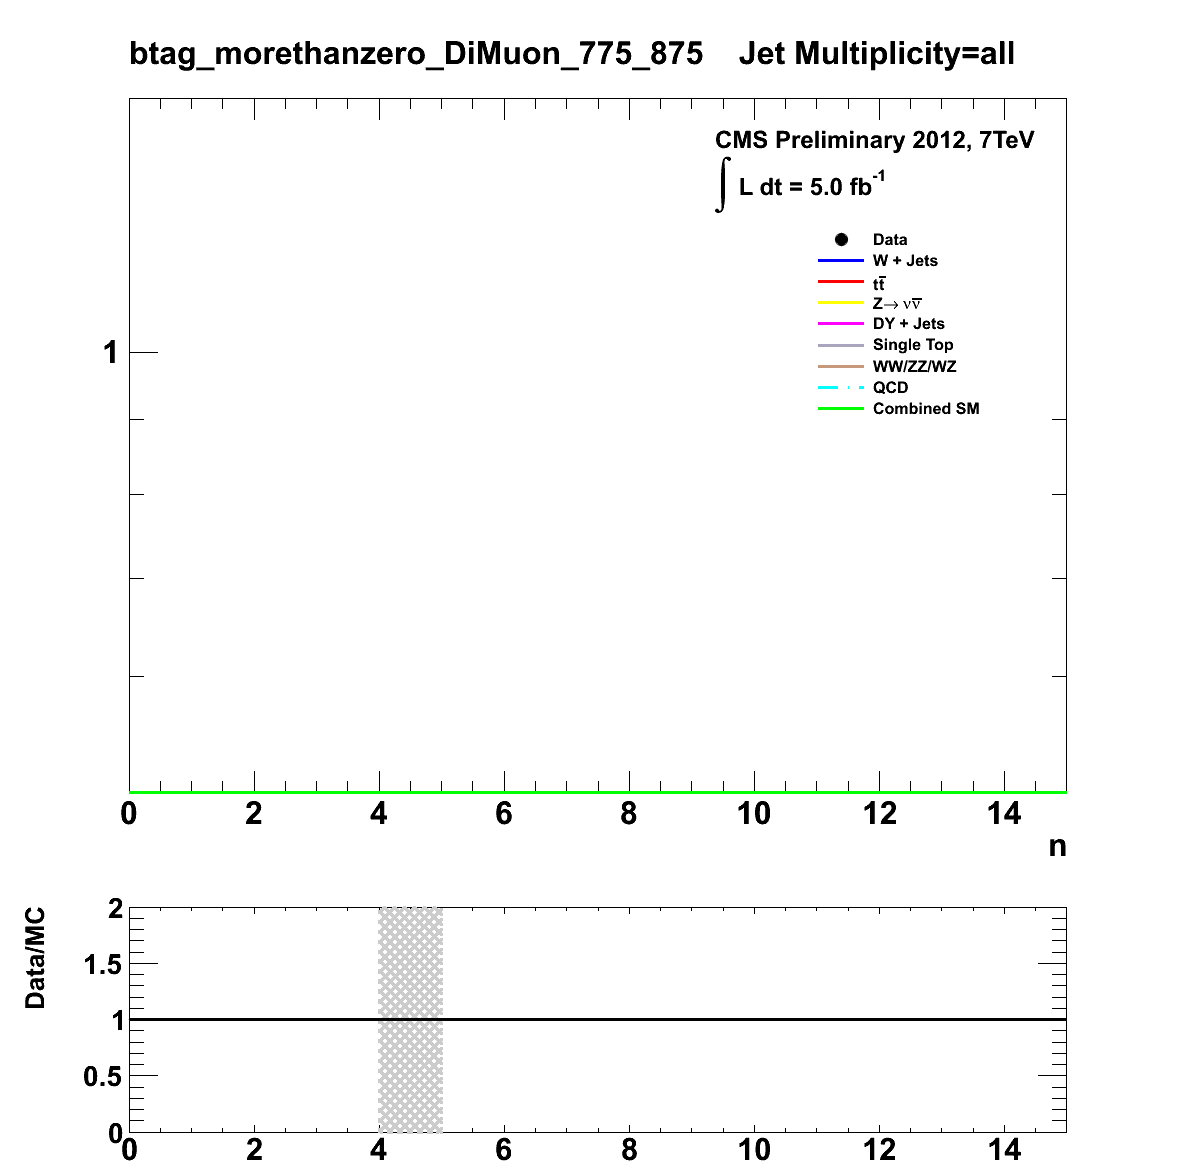 btag_morethanzero_DiMuon_775_875 Jet Multiplicity=all
CMS Preliminary 2012, 7TeV
∫ L dt = 5.0 fb⁻¹
Data
W + Jets
tt̅
Z→ νν̅
DY + Jets
Single Top
WW/ZZ/WZ
QCD
Combined SM
1
0 2 4 6 8 10 12 14
n
Data/MC
2
1.5
1
0.5
0
0 2 4 6 8 10 12 14